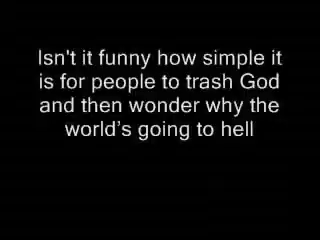 Isn't it funny how simple it
is for people to trash God
and then wonder why the
world’s going to hell